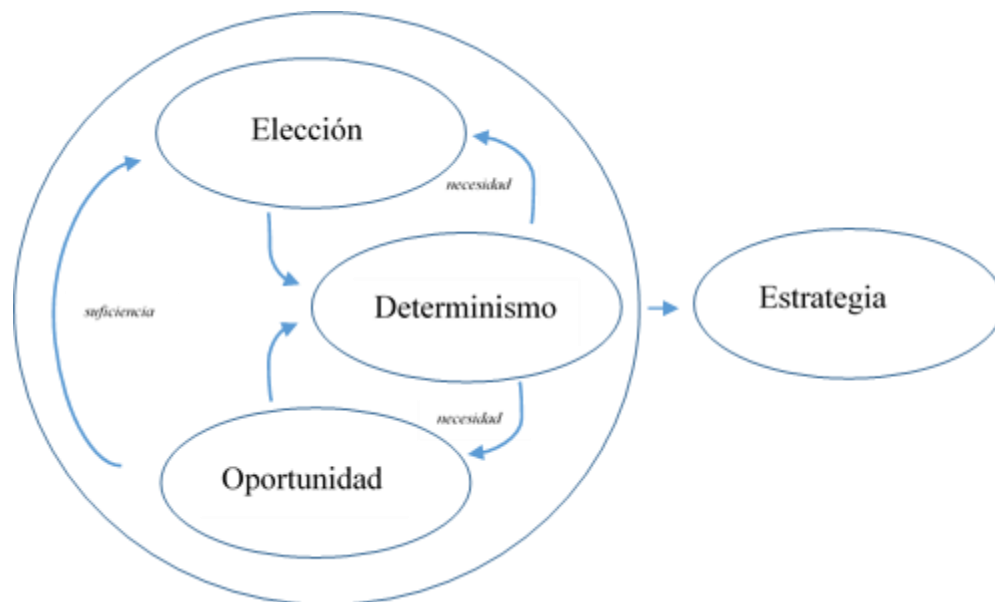 Elección
necesidad
Determinismo
Estrategia
suficiencia
necesidad
Oportunidad